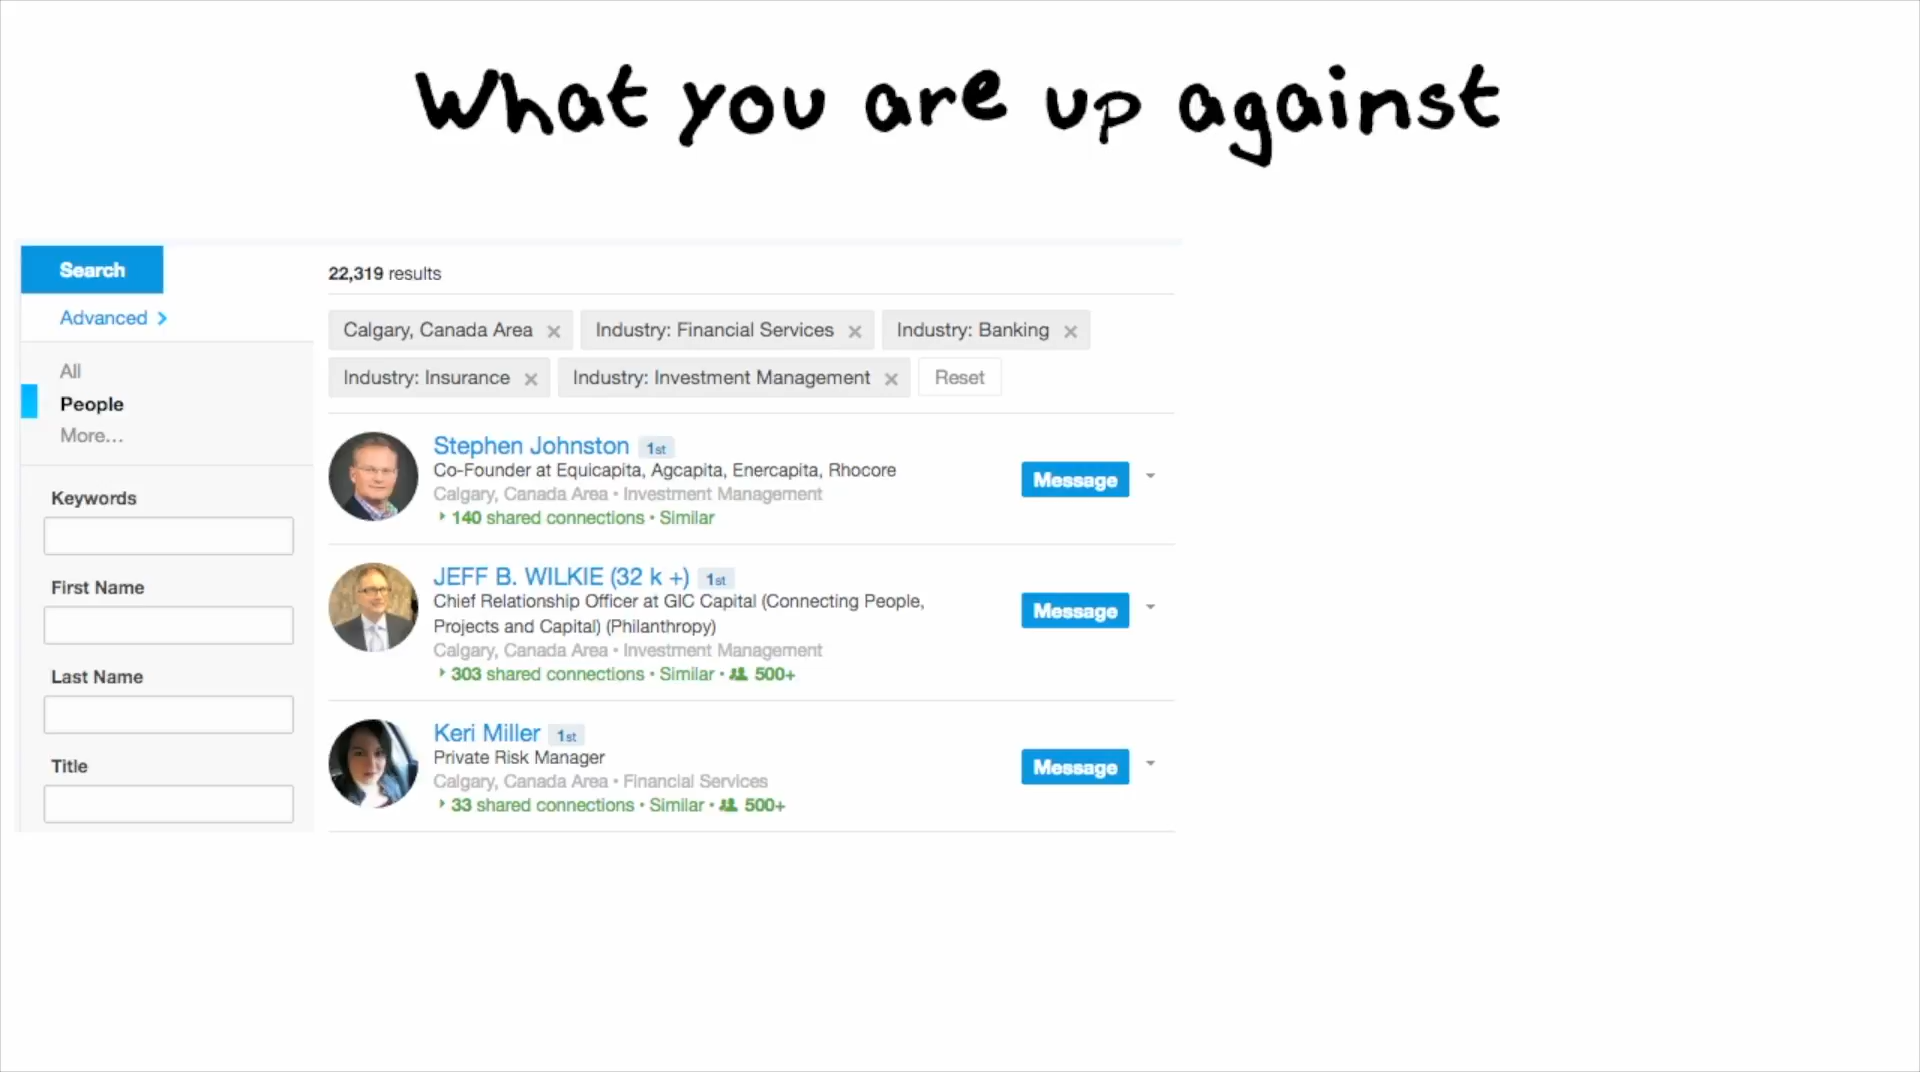 What you are up against
Search
Advanced
All
People
More...
Keywords
First Name
Last Name
Title
22,319 results
Calgary, Canada Area × Industry: Financial Services × Industry: Banking ×
Industry: Insurance × Industry: Investment Management × Reset
Stephen Johnston 1st
Co-Founder at Equicapita, Agcapita, Enercapita, Rhocore
Calgary, Canada Area • Investment Management
140 shared connections • Similar
Message
JEFF B. WILKIE (32 k +) 1st
Chief Relationship Officer at GIC Capital (Connecting People,
Projects and Capital) (Philanthropy)
Calgary, Canada Area • Investment Management
303 shared connections • Similar • 500+
Message
Keri Miller 1st
Private Risk Manager
Calgary, Canada Area • Financial Services
33 shared connections • Similar • 500+
Message